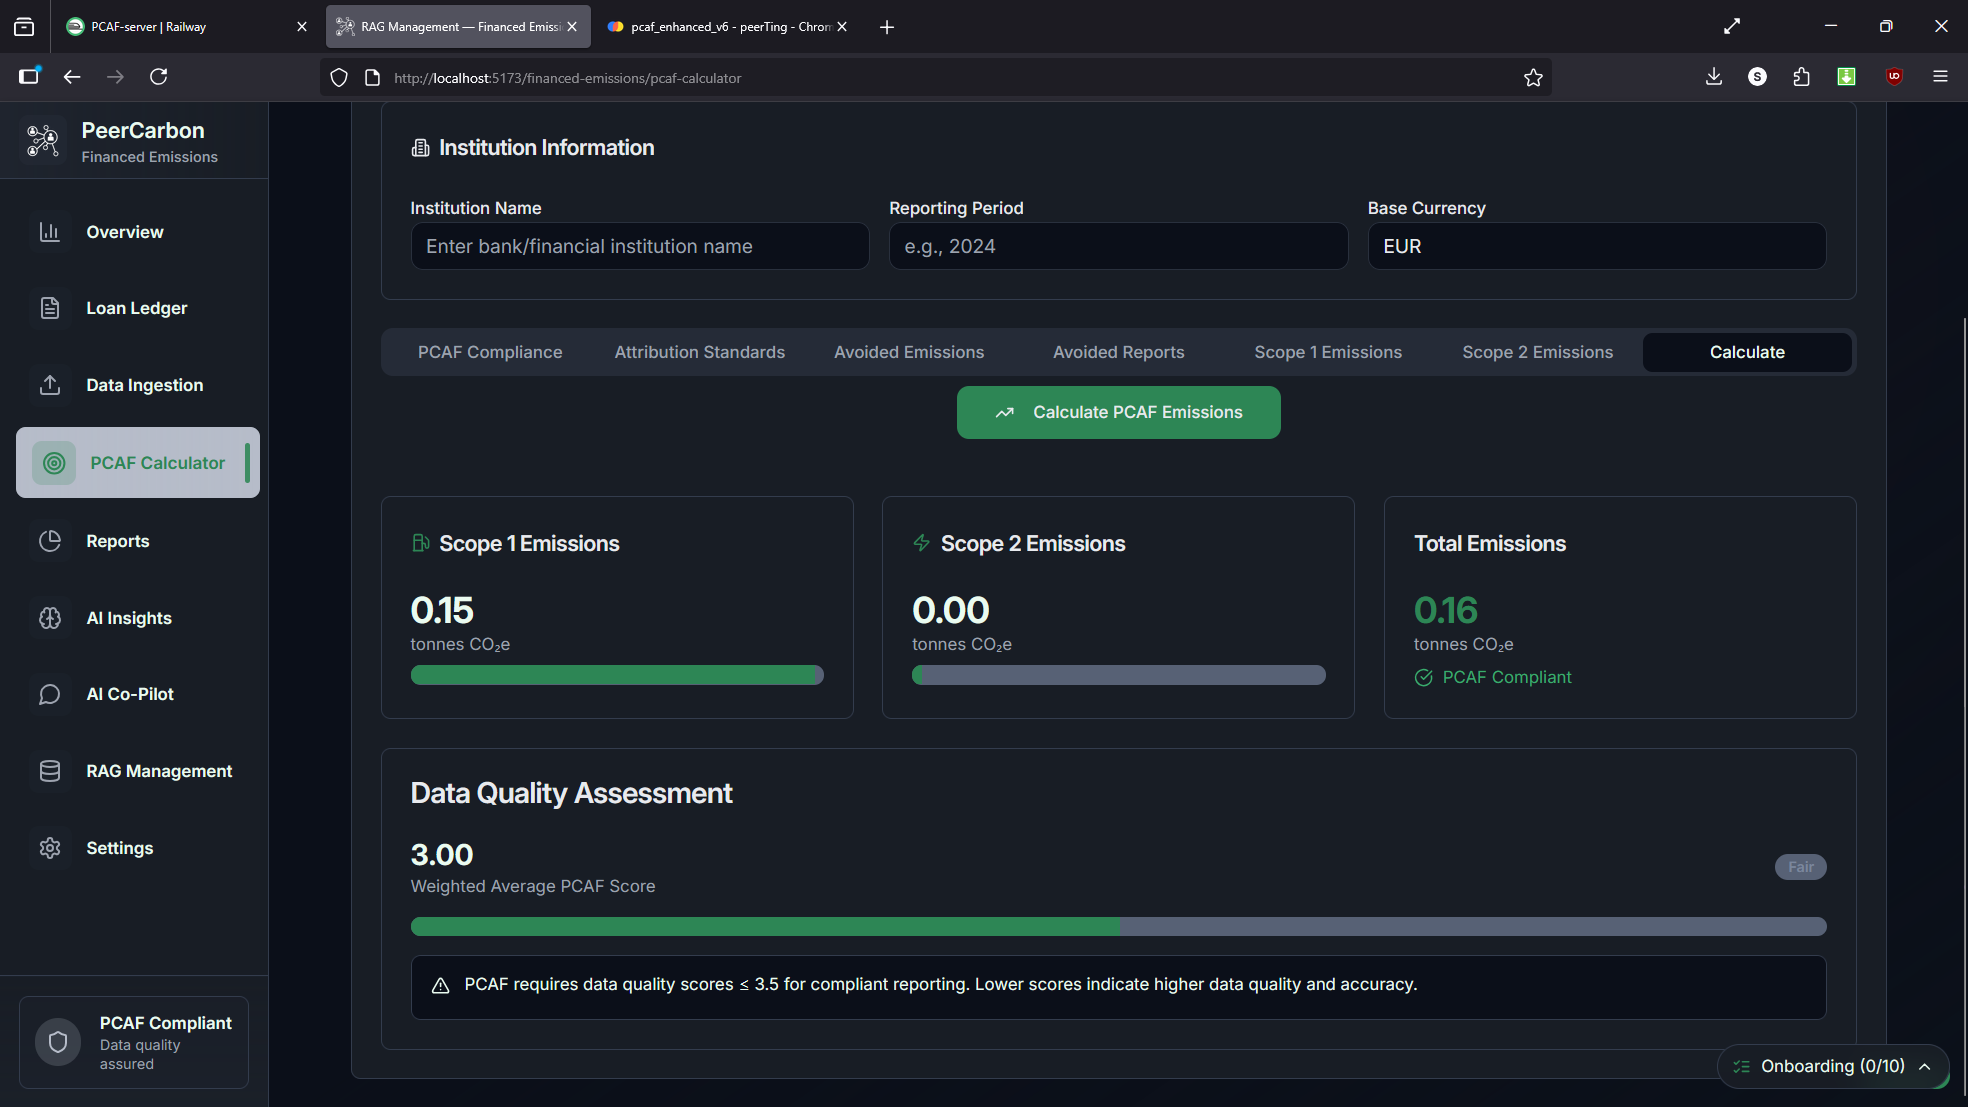 PCAF-server | Railway
RAG Management — Financed Emissi
pcaf_enhanced_v6 - peerTing - Chrom
http://localhost:5173/financed-emissions/pcaf-calculator
S
UO
PeerCarbon
Financed Emissions
Overview
Loan Ledger
Data Ingestion
PCAF Calculator
Reports
AI Insights
AI Co-Pilot
RAG Management
Settings
PCAF Compliant
Data quality
assured
Institution Information
Institution Name
Reporting Period
Base Currency
Enter bank/financial institution name
e.g., 2024
EUR
PCAF Compliance
Attribution Standards
Avoided Emissions
Avoided Reports
Scope 1 Emissions
Scope 2 Emissions
Calculate
Calculate PCAF Emissions
Scope 1 Emissions
0.15
tonnes CO₂e
Scope 2 Emissions
0.00
tonnes CO₂e
Total Emissions
0.16
tonnes CO₂e
PCAF Compliant
Data Quality Assessment
3.00
Weighted Average PCAF Score
Fair
PCAF requires data quality scores ≤ 3.5 for compliant reporting. Lower scores indicate higher data quality and accuracy.
Onboarding (0/10)